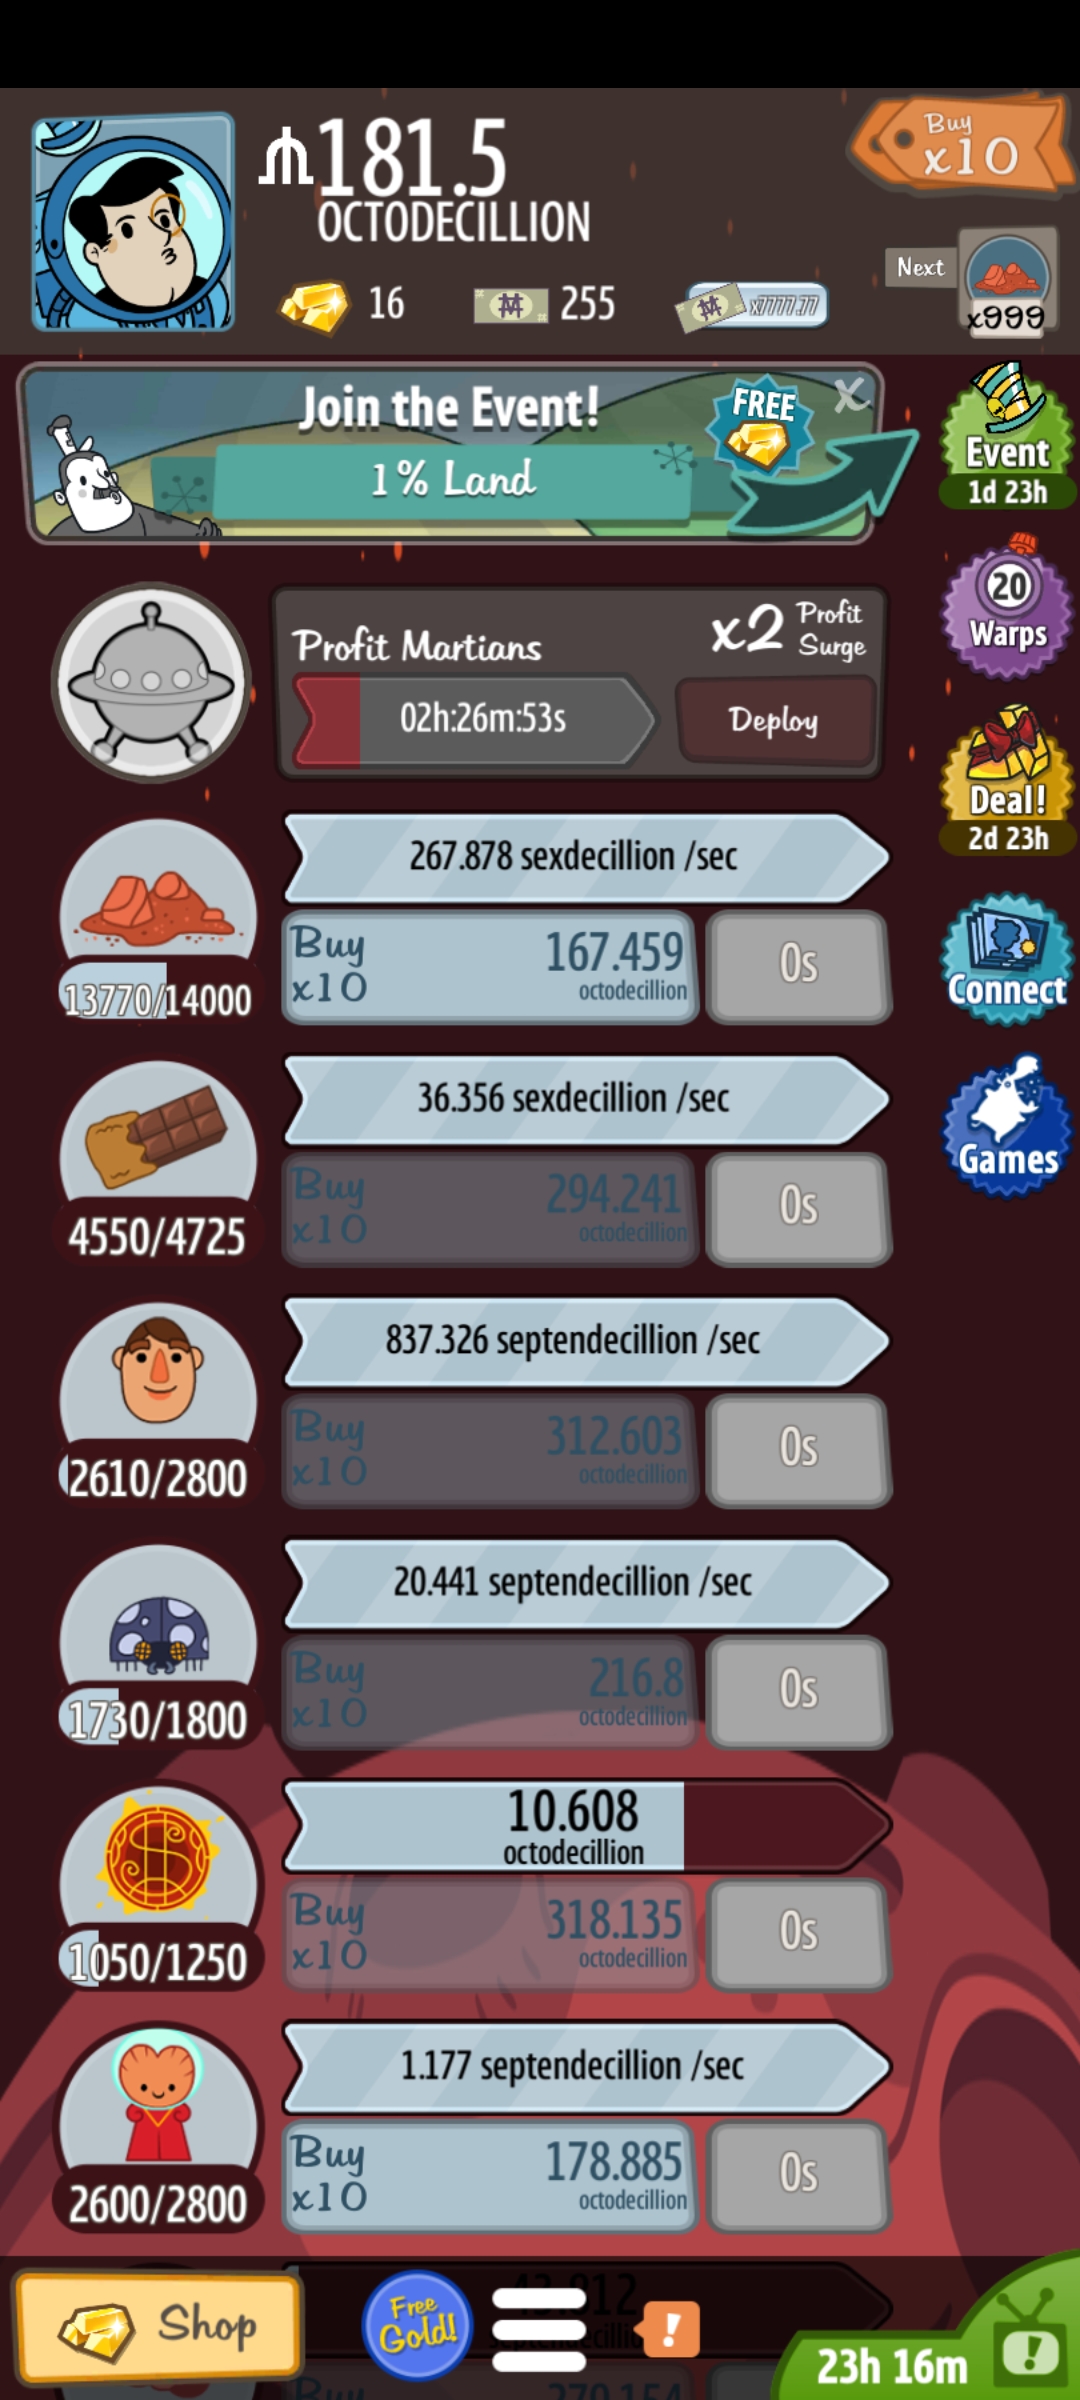 181.5
OCTODECILLION
Buy
x10
16
255
x7777.77
Next
x999
Join the Event!
FREE
X
1% Land
Event
1d 23h
20
Warps
Profit Martians
x2 Profit
Surge
02h:26m:53s
Deploy
Deal!
2d 23h
267.878 sexdecillion /sec
Buy
x10
167.459
octodecillion
0s
13770/14000
Connect
36.356 sexdecillion /sec
Buy
x10
294.241
octodecillion
0s
4550/4725
Games
837.326 septendecillion /sec
Buy
x10
312.603
octodecillion
0s
2610/2800
20.441 septendecillion /sec
Buy
x10
216.8
octodecillion
0s
1730/1800
10.608
octodecillion
Buy
x10
318.135
octodecillion
0s
1050/1250
1.177 septendecillion /sec
Buy
x10
178.885
octodecillion
0s
2600/2800
Shop
Free
Gold!
!
23h 16m
!